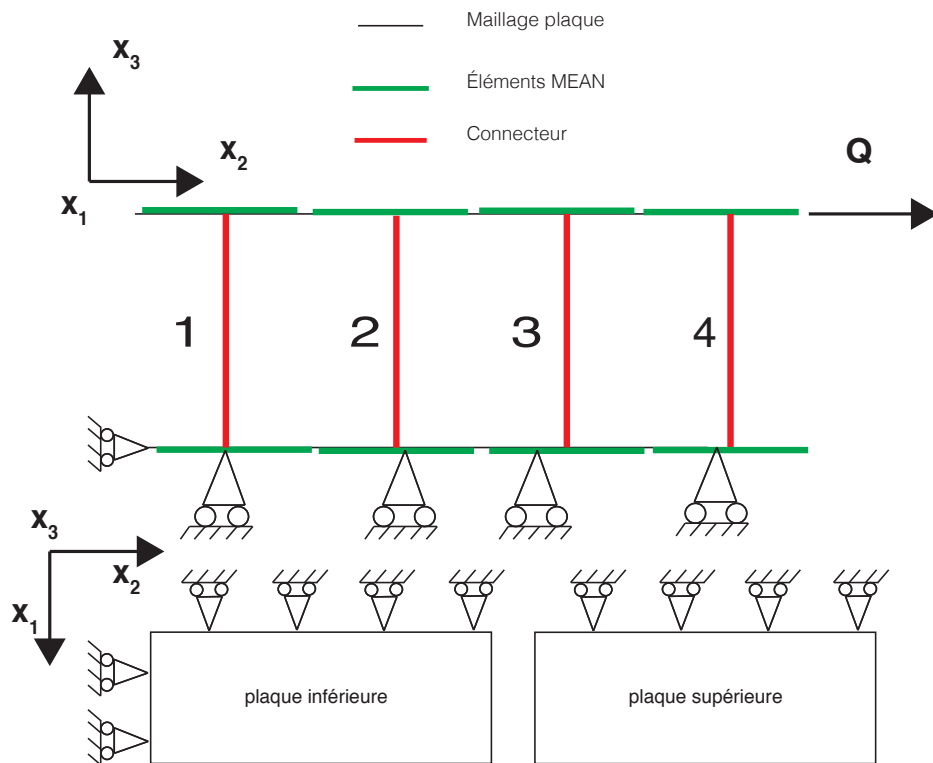 Maillage plaque
x3
Éléments MEAN
Connecteur
x2
Q
x1
1 2 3 4
x3
x2
x1
plaque inférieure plaque supérieure